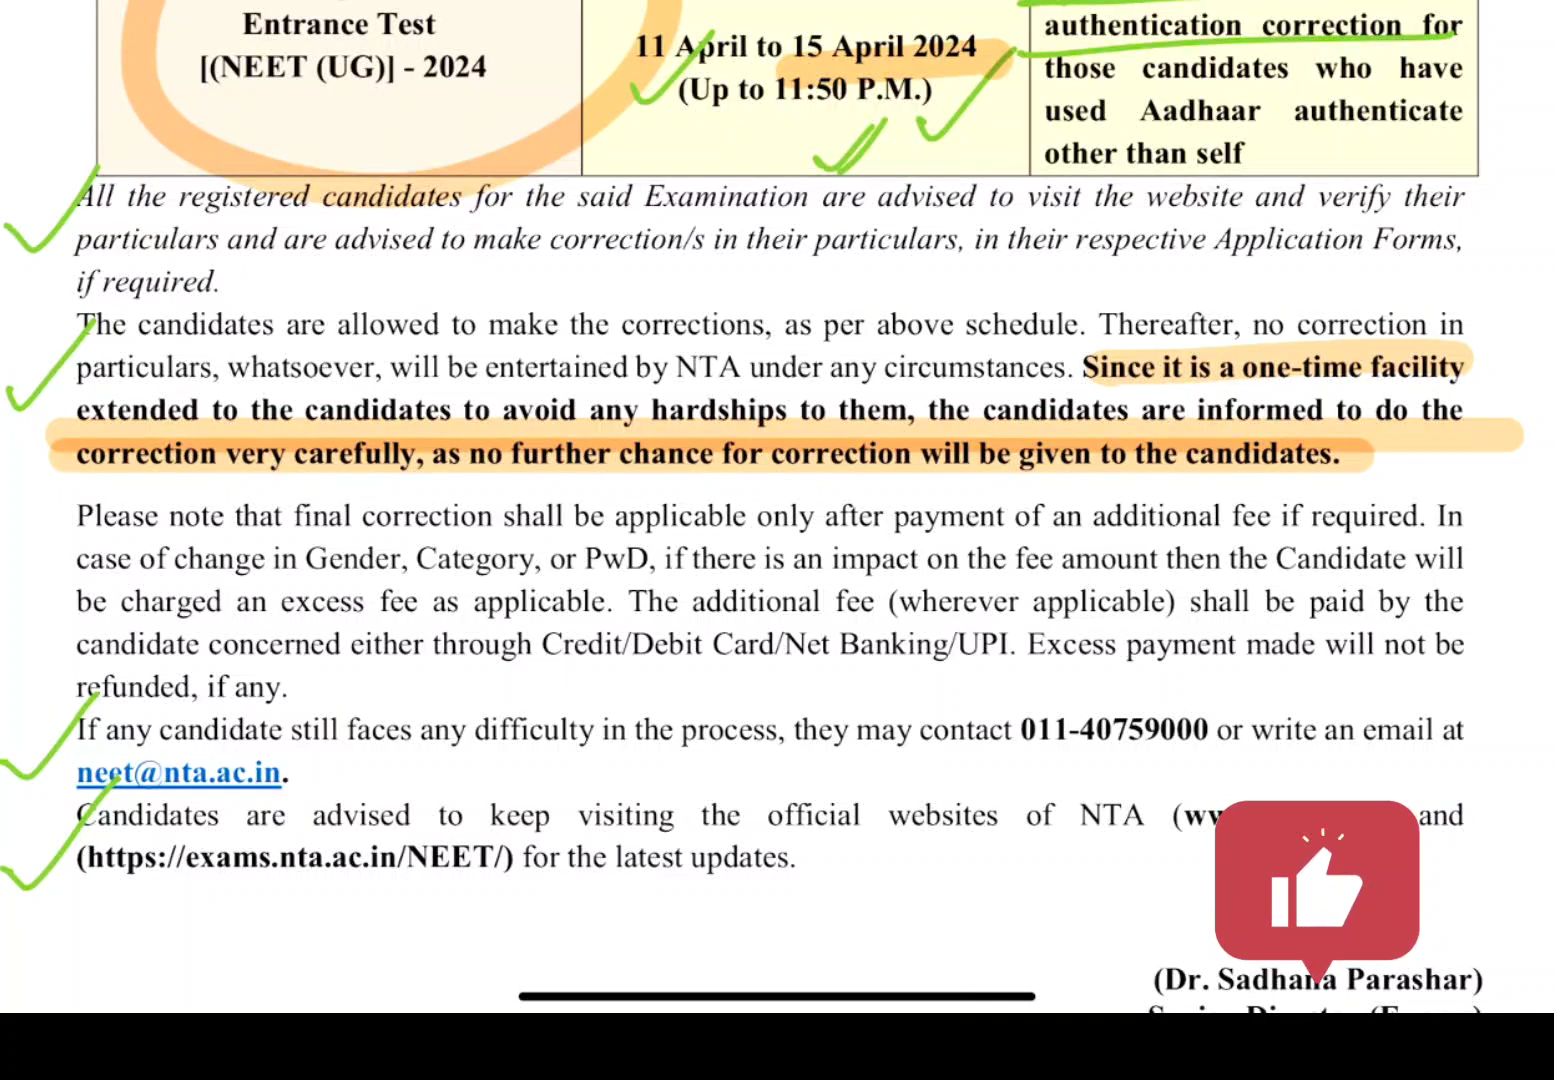 Entrance Test
[(NEET (UG)] - 2024
11 April to 15 April 2024
(Up to 11:50 P.M.)
authentication correction for
those candidates who have
used Aadhaar authenticate
other than self
All the registered candidates for the said Examination are advised to visit the website and verify their
particulars and are advised to make correction/s in their particulars, in their respective Application Forms,
if required.
The candidates are allowed to make the corrections, as per above schedule. Thereafter, no correction in
particulars, whatsoever, will be entertained by NTA under any circumstances. Since it is a one-time facility
extended to the candidates to avoid any hardships to them, the candidates are informed to do the
correction very carefully, as no further chance for correction will be given to the candidates.
Please note that final correction shall be applicable only after payment of an additional fee if required. In
case of change in Gender, Category, or PwD, if there is an impact on the fee amount then the Candidate will
be charged an excess fee as applicable. The additional fee (wherever applicable) shall be paid by the
candidate concerned either through Credit/Debit Card/Net Banking/UPI. Excess payment made will not be
refunded, if any.
If any candidate still faces any difficulty in the process, they may contact 011-40759000 or write an email at
neet@nta.ac.in.
Candidates are advised to keep visiting the official websites of NTA and
(https://exams.nta.ac.in/NEET/) for the latest updates.
(Dr. Sadhana Parashar)